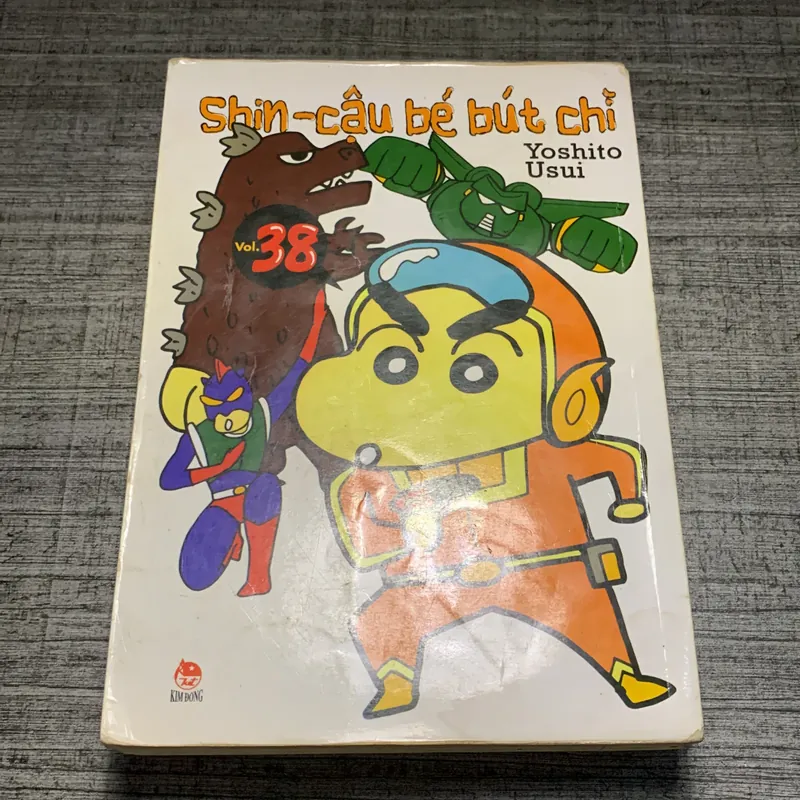 Shin-cậu bé bút chì
Yoshito
Usui
Vol. 38
KIM ĐỒNG